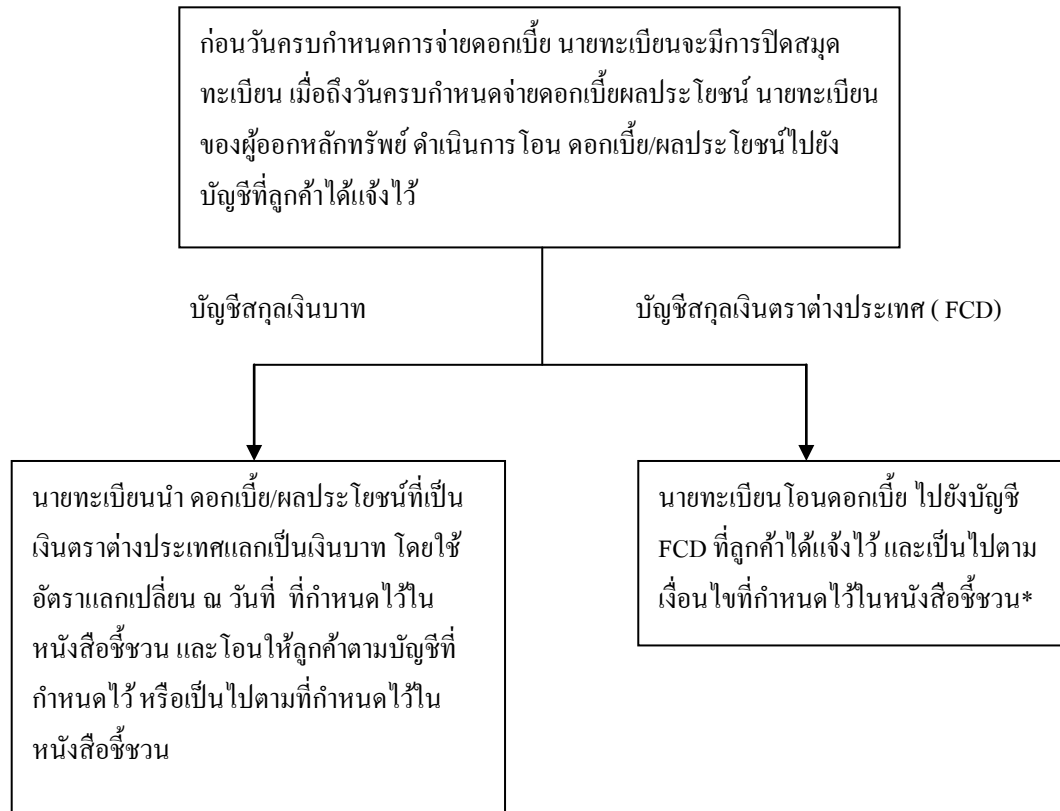 ก่อนวันครบกำหนดการจ่ายดอกเบี้ย นายทะเบียนจะมีการปิดสมุด
ทะเบียน เมื่อถึงวันครบกำหนดจ่ายดอกเบี้ยผลประโยชน์ นายทะเบียน
ของผู้ออกหลักทรัพย์ ดำเนินการโอน ดอกเบี้ย/ผลประโยชน์ไปยัง
บัญชีที่ลูกค้าได้แจ้งไว้
บัญชีสกุลเงินบาท
บัญชีสกุลเงินตราต่างประเทศ ( FCD)
นายทะเบียนนำ ดอกเบี้ย/ผลประโยชน์ที่เป็น
เงินตราต่างประเทศแลกเป็นเงินบาท โดยใช้
อัตราแลกเปลี่ยน ณ วันที่ ที่กำหนดไว้ใน
หนังสือชี้ชวน และโอนให้ลูกค้าตามบัญชีที่
กำหนดไว้ หรือเป็นไปตามที่กำหนดไว้ใน
หนังสือชี้ชวน
นายทะเบียนโอนดอกเบี้ย ไปยังบัญชี
FCD ที่ลูกค้าได้แจ้งไว้ และเป็นไปตาม
เงื่อนไขที่กำหนดไว้ในหนังสือชี้ชวน*